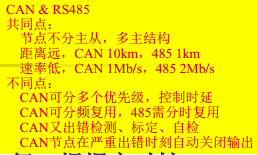 CAN & RS485
共同点：
节点不分主从，多主结构
距离远，CAN 10km，485 1km
速率低，CAN 1Mb/s，485 2Mb/s
不同点：
CAN可分多个优先级，控制时延
CAN可分频复用，485需分时复用
CAN又出错检测、标定、自检
CAN节点在严重出错时刻自动关闭输出